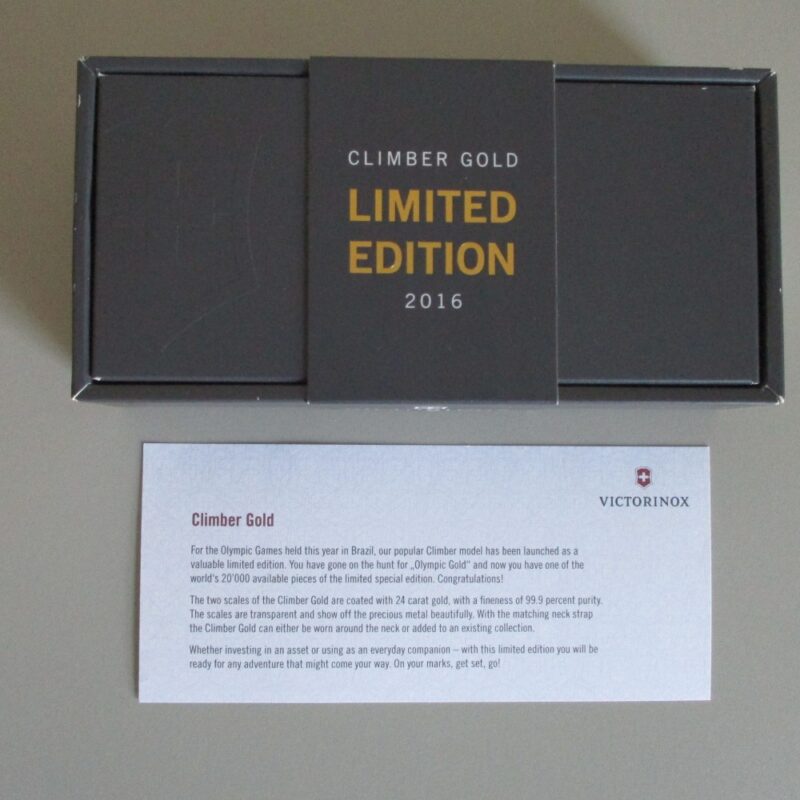 CLIMBER GOLD
LIMITED
EDITION
2016
VICTORINOX
Climber Gold
For the Olympic Games held this year in Brazil, our popular Climber model has been launched as a
valuable limited edition. You have gone on the hunt for „Olympic Gold“ and now you have one of the
world's 20'000 available pieces of the limited special edition. Congratulations!
The two scales of the Climber Gold are coated with 24 carat gold, with a fineness of 99.9 percent purity.
The scales are transparent and show off the precious metal beautifully. With the matching neck strap
the Climber Gold can either be worn around the neck or added to an existing collection.
Whether investing in an asset or using as an everyday companion – with this limited edition you will be
ready for any adventure that might come your way. On your marks, get set, go!